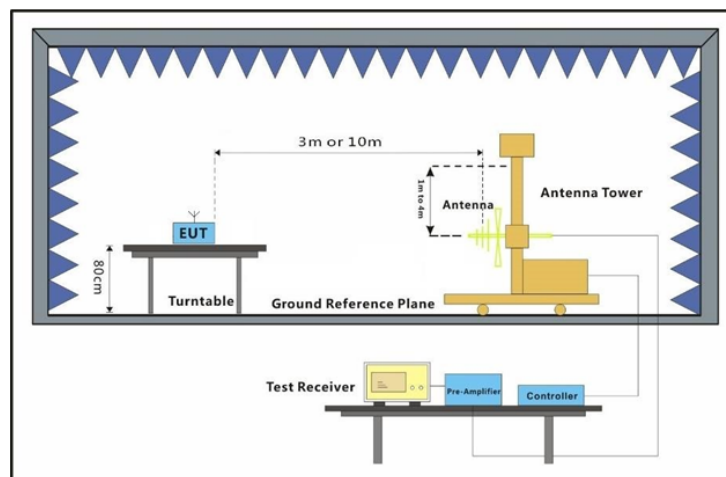 3m or 10m
1m to 4m
Antenna
Antenna Tower
EUT
80cm
Turntable
Ground Reference Plane
Test Receiver
Pre-Amplifier
Controller